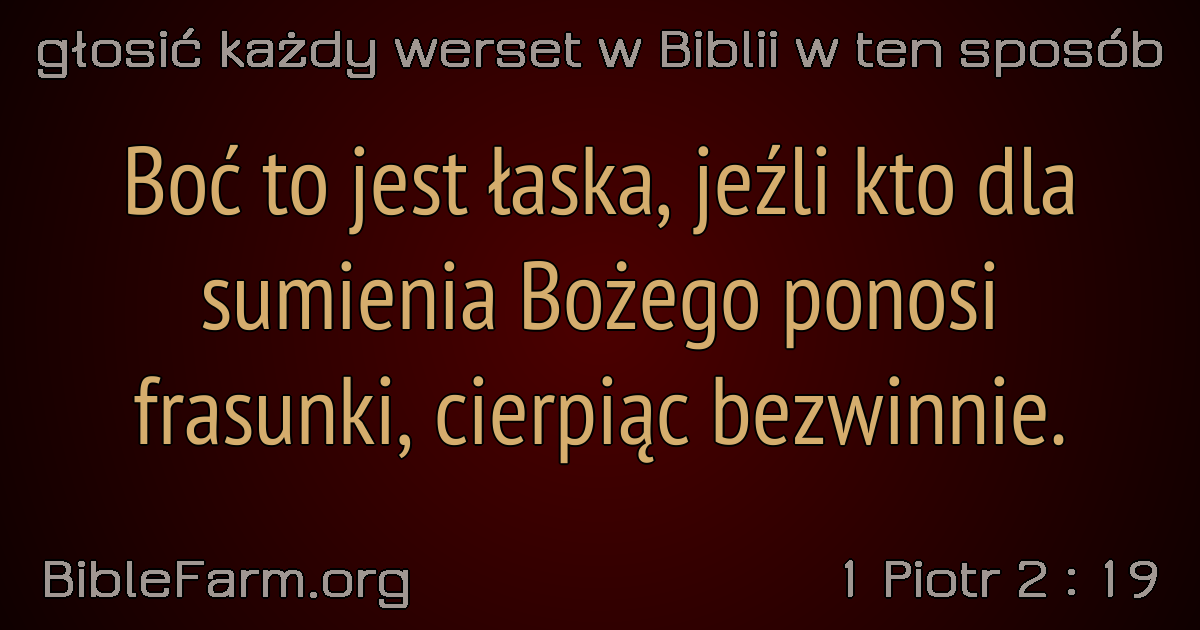 głosić każdy werset w Biblii w ten sposób
Boć to jest łaska, jeźli kto dla
sumienia Bożego ponosi
frasunki, cierpiąc bezwinnie.
BibleFarm.org
1 Piotr 2 : 19